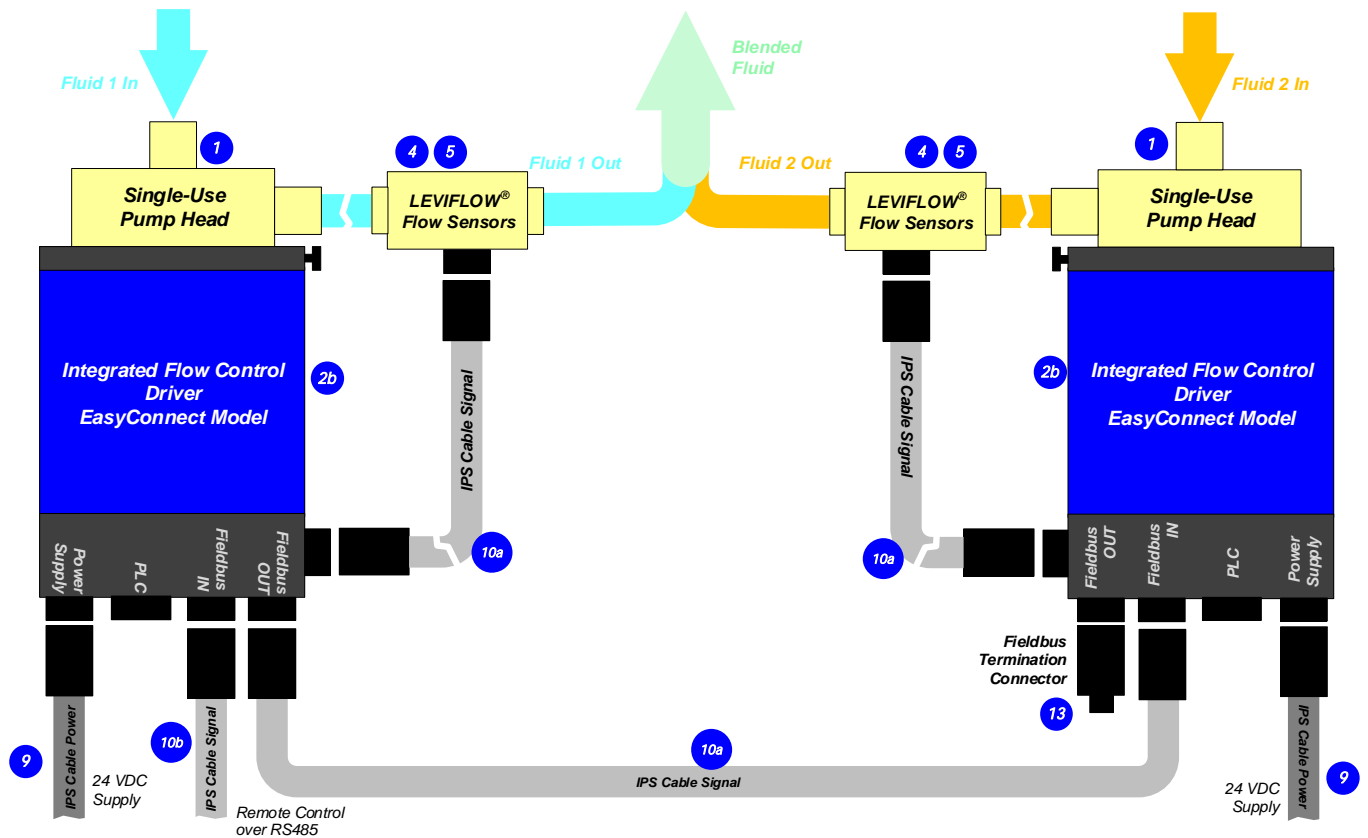 Fluid 1 In
Blended
Fluid
Fluid 2 In
1
4
5
Fluid 1 Out
Fluid 2 Out
4
5
1
Single-Use
Pump Head
LEVIFLOW®
Flow Sensors
LEVIFLOW®
Flow Sensors
Single-Use
Pump Head
Integrated Flow Control
Driver
EasyConnect Model
2b
IPS Cable Signal
IPS Cable Signal
2b
Integrated Flow Control
Driver
EasyConnect Model
Power
Supply
PLC
Fieldbus
IN
Fieldbus
OUT
10a
10a
Fieldbus
OUT
Fieldbus
IN
PLC
Power
Supply
Fieldbus
Termination
Connector
13
9
IPS Cable Power
24 VDC
Supply
10b
IPS Cable Signal
Remote Control
over RS485
10a
IPS Cable Signal
24 VDC
Supply
IPS Cable Power
9